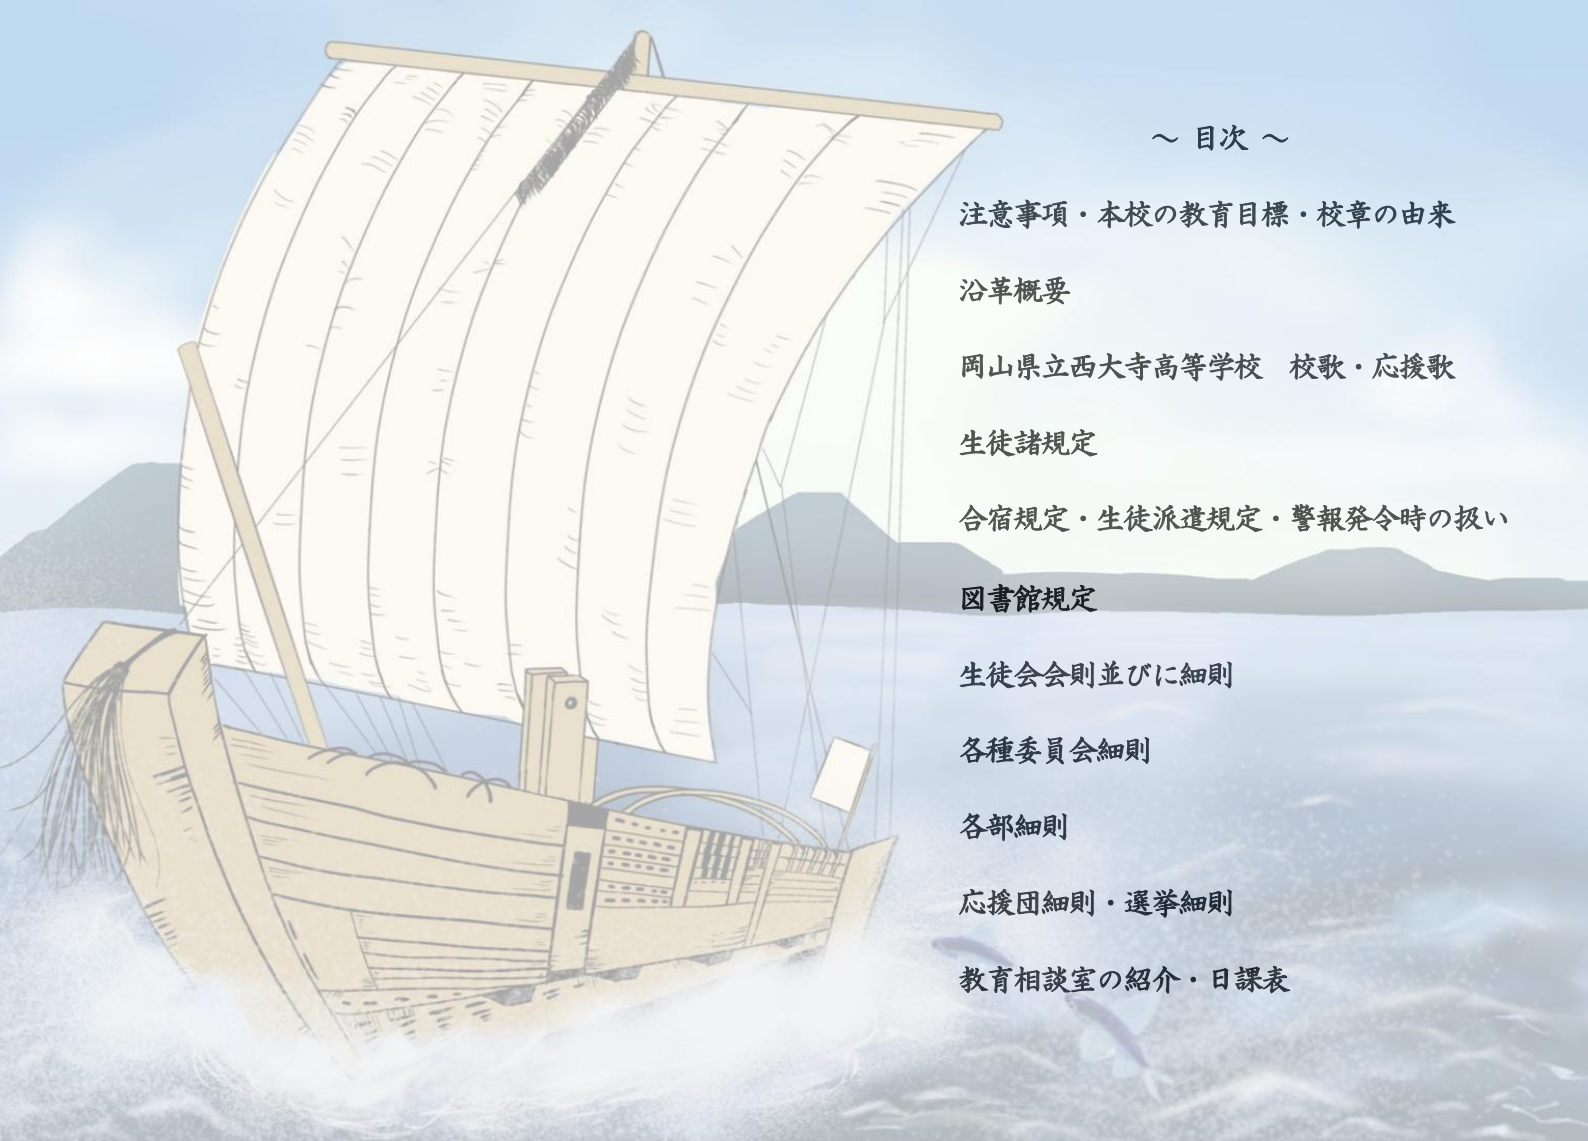 ～ 目次 ～
注意事項・本校の教育目標・校章の由来
沿革概要
岡山県立西大寺高等学校　校歌・応援歌
生徒諸規定
合宿規定・生徒派遣規定・警報発令時の扱い
図書館規定
生徒会会則並びに細則
各種委員会細則
各部細則
応援団細則・選挙細則
教育相談室の紹介・日課表